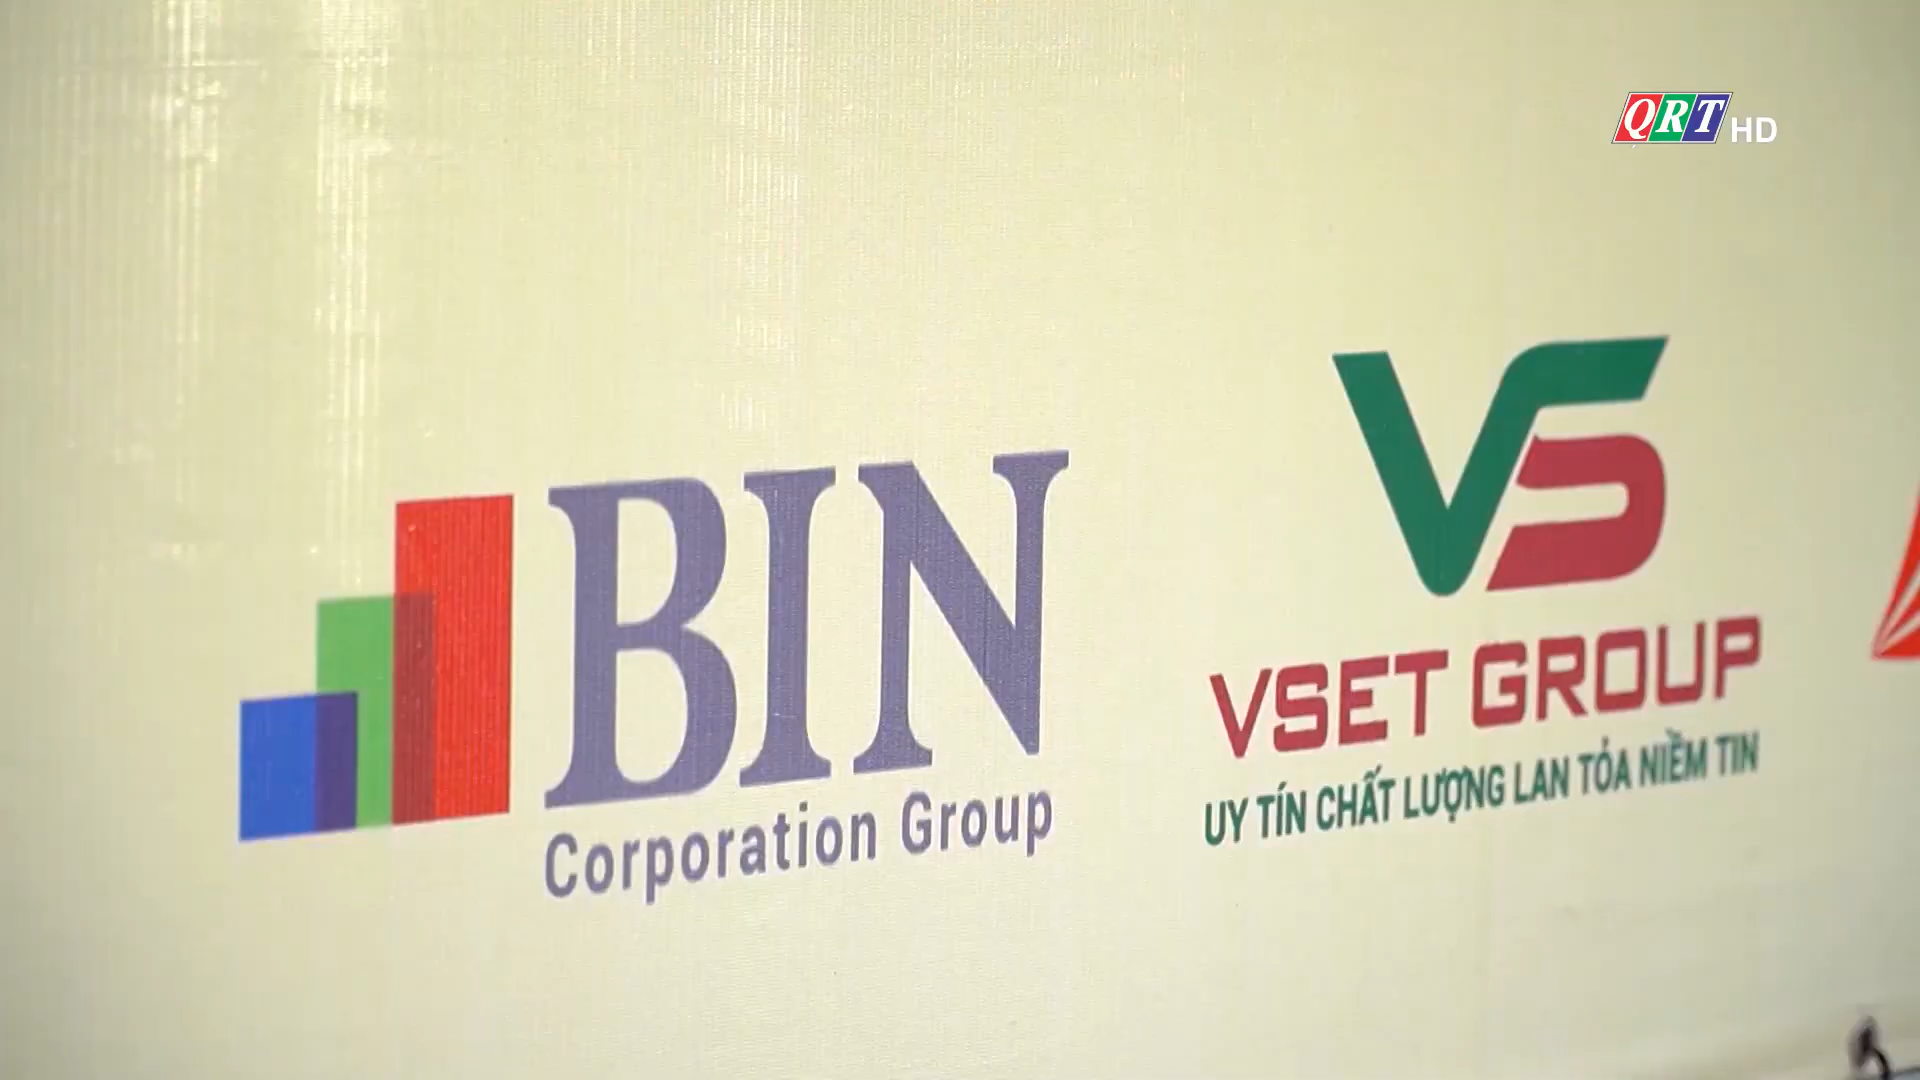 QRT HD
BIN
Corporation Group
VS
VSET GROUP
UY TÍN CHẤT LƯỢNG LAN TỎA NIỀM TIN